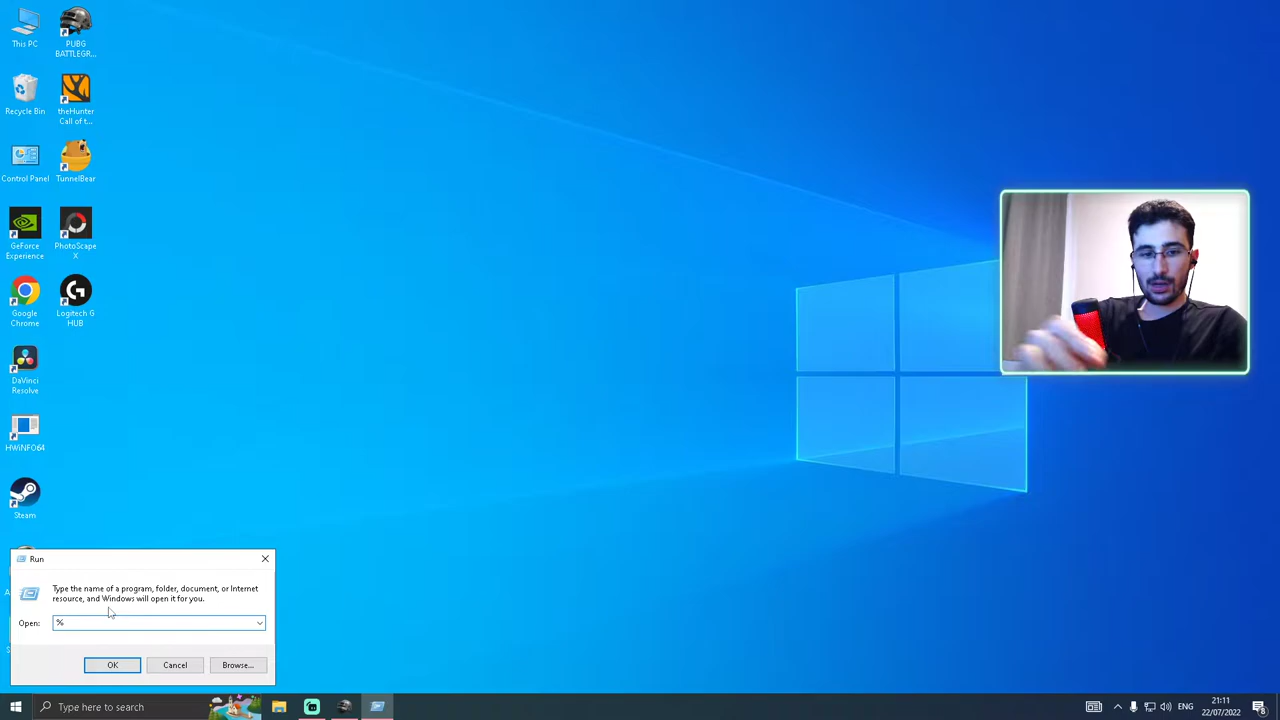 This PC
PUBG
BATTLEGR...
Recycle Bin
theHunter
Call of t...
Control Panel
TunnelBear
GeForce
Experience
PhotoScape
X
Google
Chrome
Logitech G
HUB
DaVinci
Resolve
HWiNFO64
Steam
Run
Type the name of a program, folder, document, or Internet
resource, and Windows will open it for you.
Open:
%
OK
Cancel
Browse...
Type here to search
ENG
21:11
22/07/2022
8